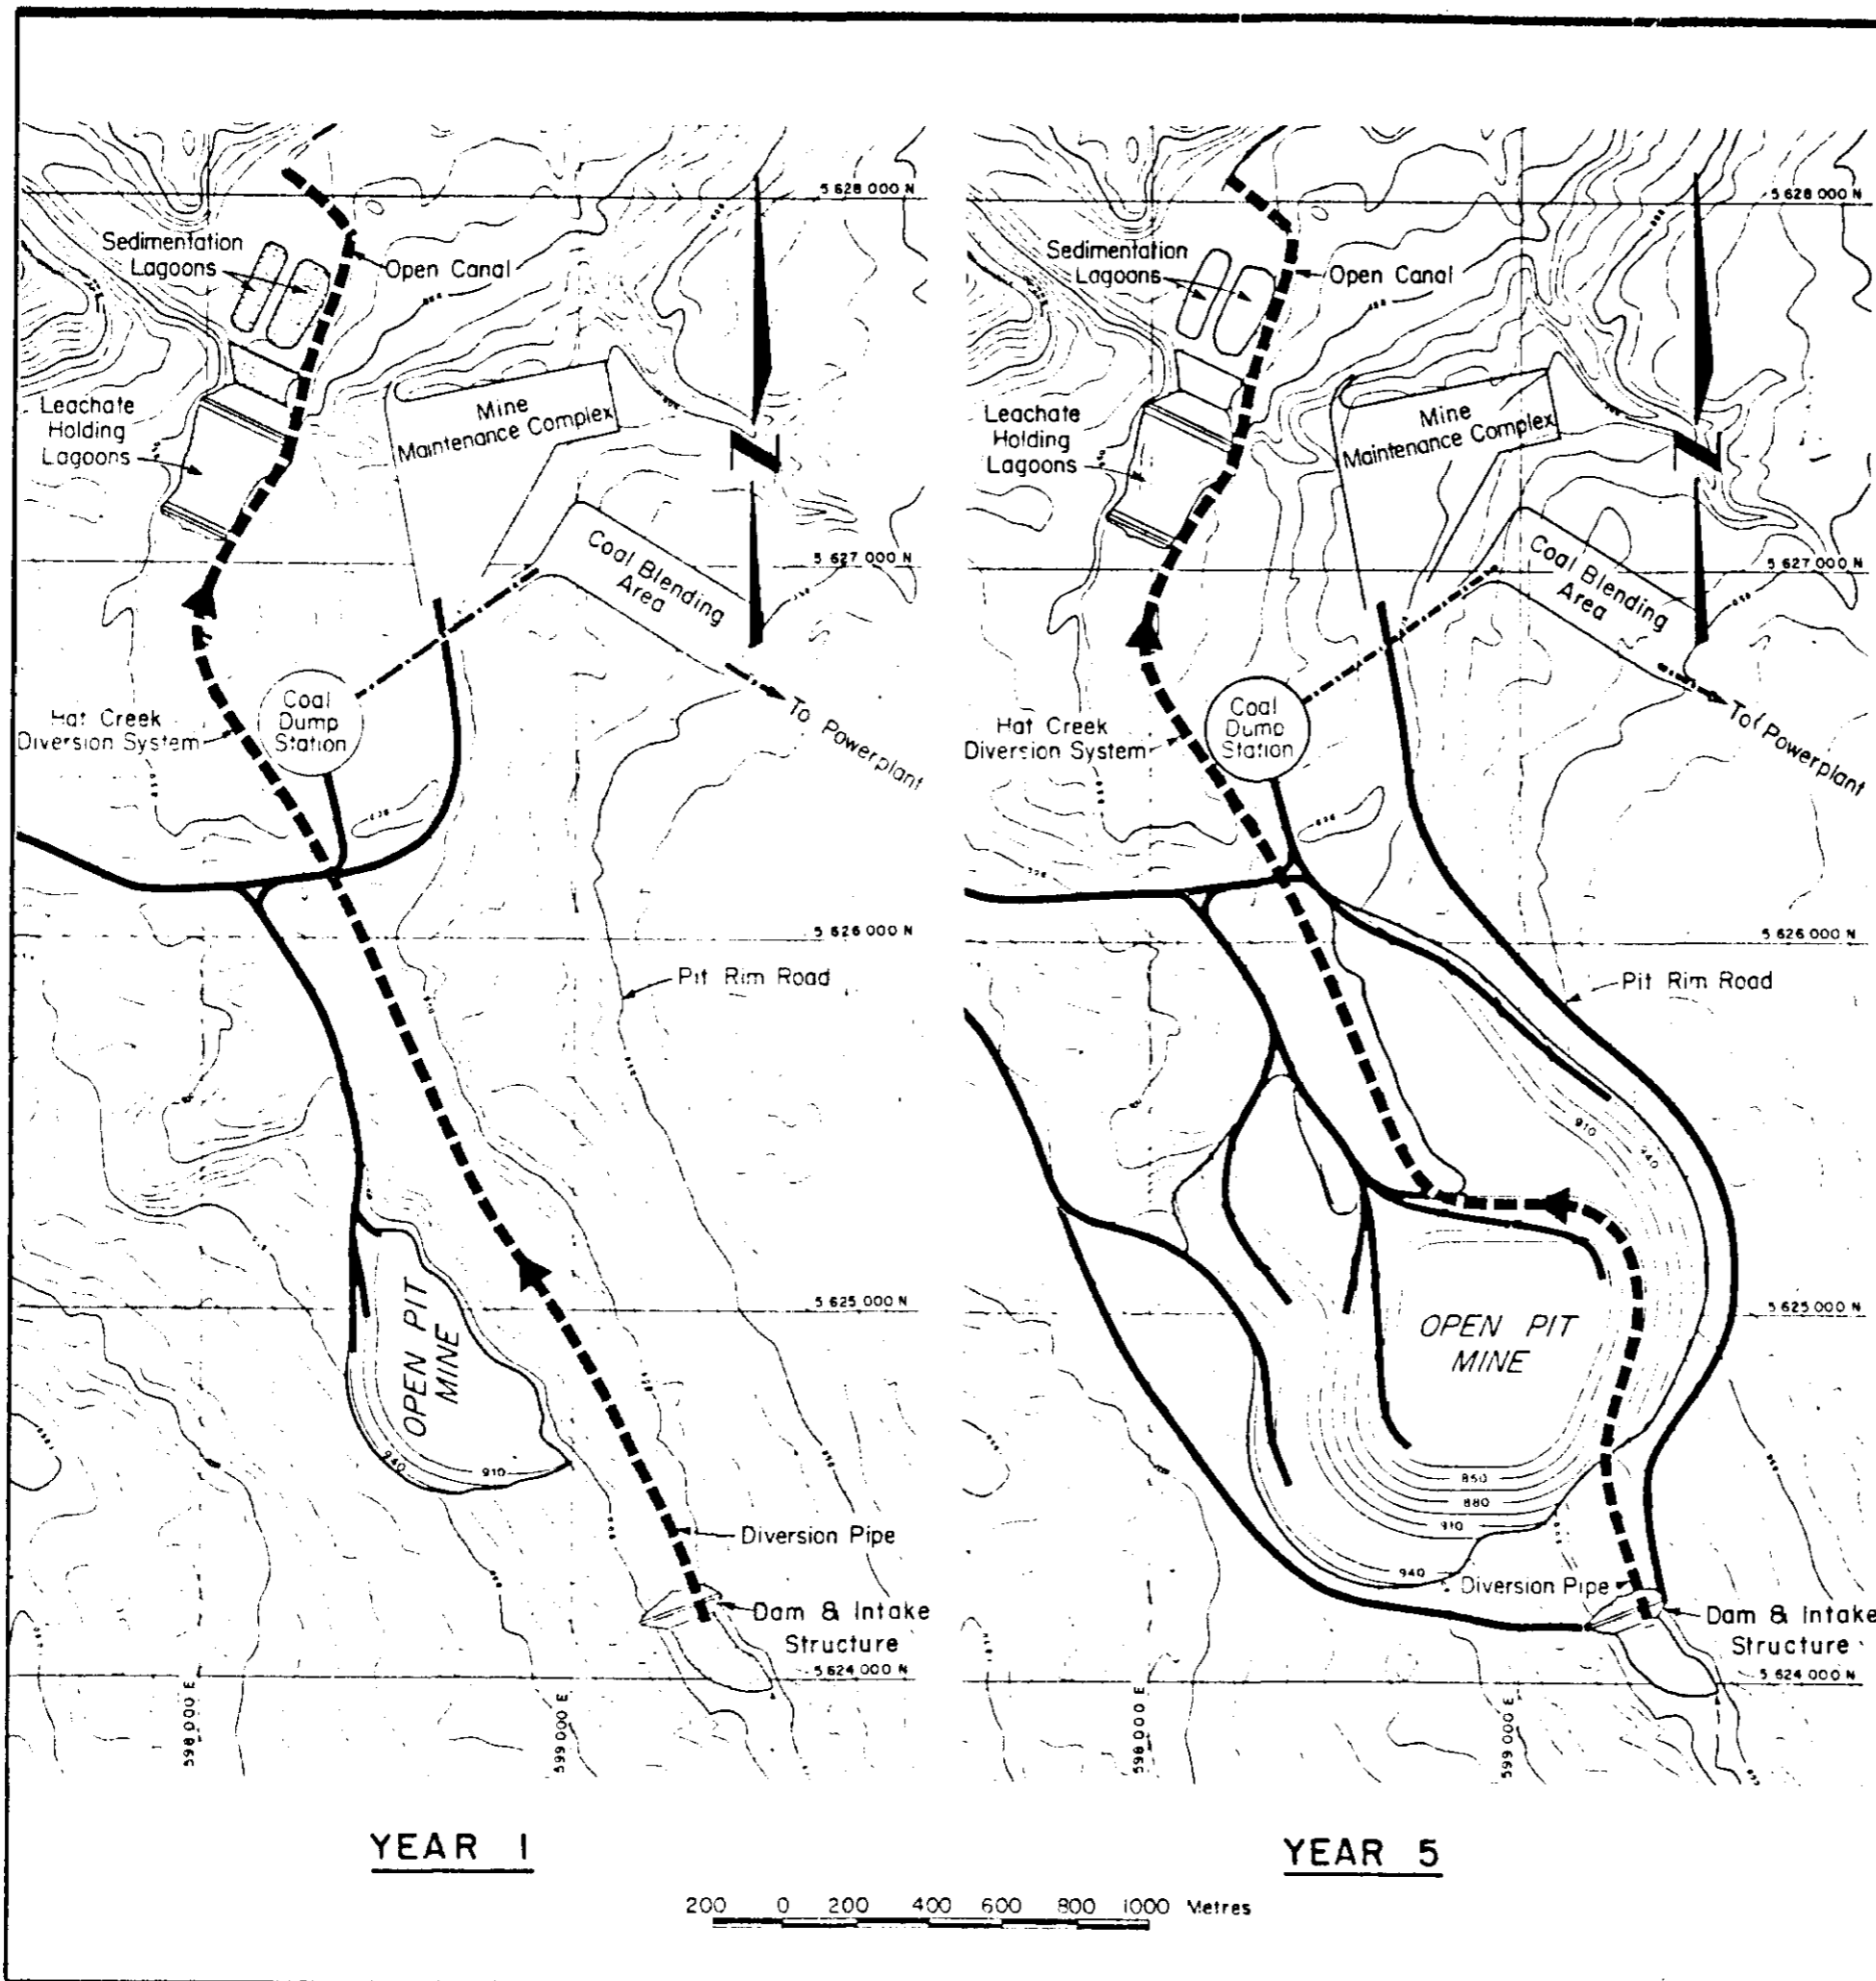 5 628 000 N
Sedimentation
Lagoons
Open Canal
Leachate
Holding
Lagoons
Mine
Maintenance Complex
N
5 627 000 N
Coal Blending
Area
Coal
Dump
Station
To Powerplant
Hat Creek
Diversion System
5 626 000 N
Pit Rim Road
5 625 000 N
OPEN PIT
MINE
940
910
Diversion Pipe
Dam & Intake
Structure
5 624 000 N
598 000 E
599 000 E
YEAR 1
5 628 000 N
Sedimentation
Lagoons
Open Canal
Leachate
Holding
Lagoons
Mine
Maintenance Complex
N
5 627 000 N
Coal Blending
Area
Coal
Dump
Station
To Powerplant
Hat Creek
Diversion System
5 626 000 N
Pit Rim Road
910
940
5 625 000 N
OPEN PIT
MINE
850
880
910
940
Diversion Pipe
Dam & Intake
Structure
5 624 000 N
598 000 E
599 000 E
YEAR 5
200 0 200 400 600 800 1000 Metres